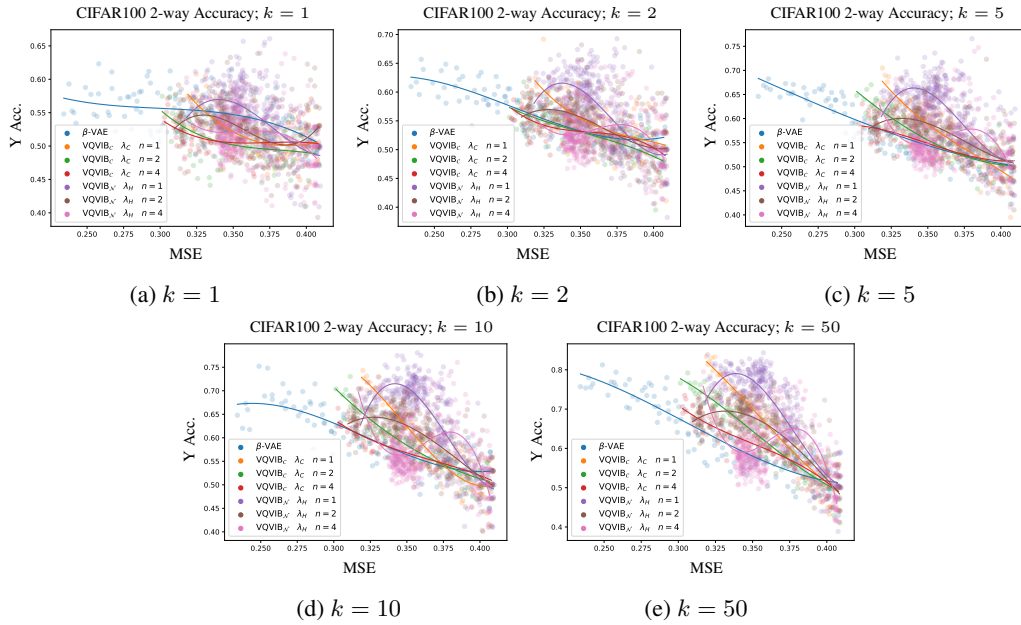 CIFAR100 2-way Accuracy; k = 1
Y Acc.
0.65
0.60
0.55
0.50
0.45
0.40
β-VAE
VQVIB_C λ_C n = 1
VQVIB_C λ_C n = 2
VQVIB_C λ_C n = 4
VQVIB_N λ_H n = 1
VQVIB_N λ_H n = 2
VQVIB_N λ_H n = 4
0.250 0.275 0.300 0.325 0.350 0.375 0.400
MSE
(a) k = 1
CIFAR100 2-way Accuracy; k = 2
Y Acc.
0.70
0.65
0.60
0.55
0.50
0.45
0.40
β-VAE
VQVIB_C λ_C n = 1
VQVIB_C λ_C n = 2
VQVIB_C λ_C n = 4
VQVIB_N λ_H n = 1
VQVIB_N λ_H n = 2
VQVIB_N λ_H n = 4
0.250 0.275 0.300 0.325 0.350 0.375 0.400
MSE
(b) k = 2
CIFAR100 2-way Accuracy; k = 5
Y Acc.
0.75
0.70
0.65
0.60
0.55
0.50
0.45
0.40
β-VAE
VQVIB_C λ_C n = 1
VQVIB_C λ_C n = 2
VQVIB_C λ_C n = 4
VQVIB_N λ_H n = 1
VQVIB_N λ_H n = 2
VQVIB_N λ_H n = 4
0.250 0.275 0.300 0.325 0.350 0.375 0.400
MSE
(c) k = 5
CIFAR100 2-way Accuracy; k = 10
Y Acc.
0.75
0.70
0.65
0.60
0.55
0.50
0.45
0.40
β-VAE
VQVIB_C λ_C n = 1
VQVIB_C λ_C n = 2
VQVIB_C λ_C n = 4
VQVIB_N λ_H n = 1
VQVIB_N λ_H n = 2
VQVIB_N λ_H n = 4
0.250 0.275 0.300 0.325 0.350 0.375 0.400
MSE
(d) k = 10
CIFAR100 2-way Accuracy; k = 50
Y Acc.
0.8
0.7
0.6
0.5
0.4
β-VAE
VQVIB_C λ_C n = 1
VQVIB_C λ_C n = 2
VQVIB_C λ_C n = 4
VQVIB_N λ_H n = 1
VQVIB_N λ_H n = 2
VQVIB_N λ_H n = 4
0.250 0.275 0.300 0.325 0.350 0.375 0.400
MSE
(e) k = 50